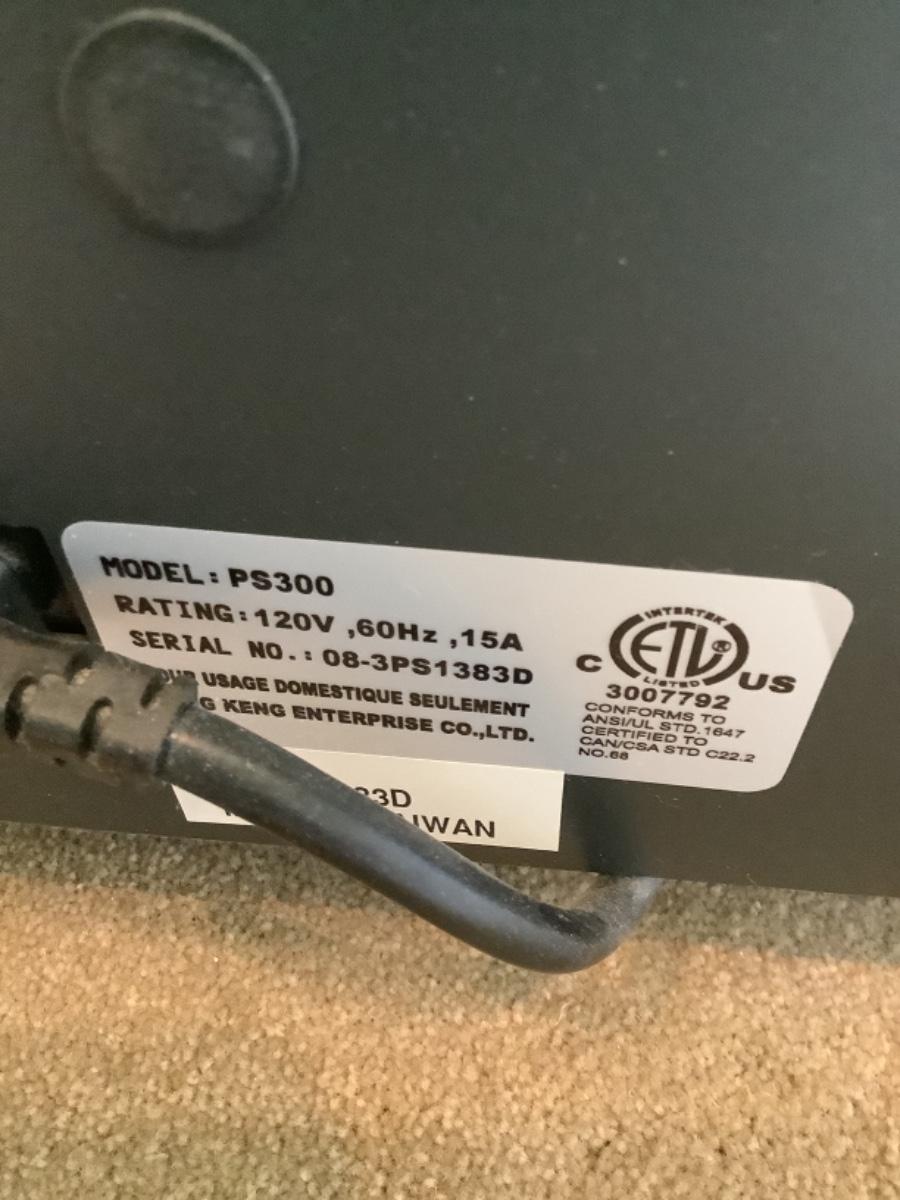 MODEL: PS300
RATING: 120V ,60Hz ,15A
SERIAL NO.: 08-3PS1383D
USAGE DOMESTIQUE SEULEMENT
KENG ENTERPRISE CO.,LTD.
INTERTEK
ETL®
LISTED
C US
3007792
CONFORMS TO
ANSI/UL STD.1647
CERTIFIED TO
CAN/CSA STD C22.2
NO.68